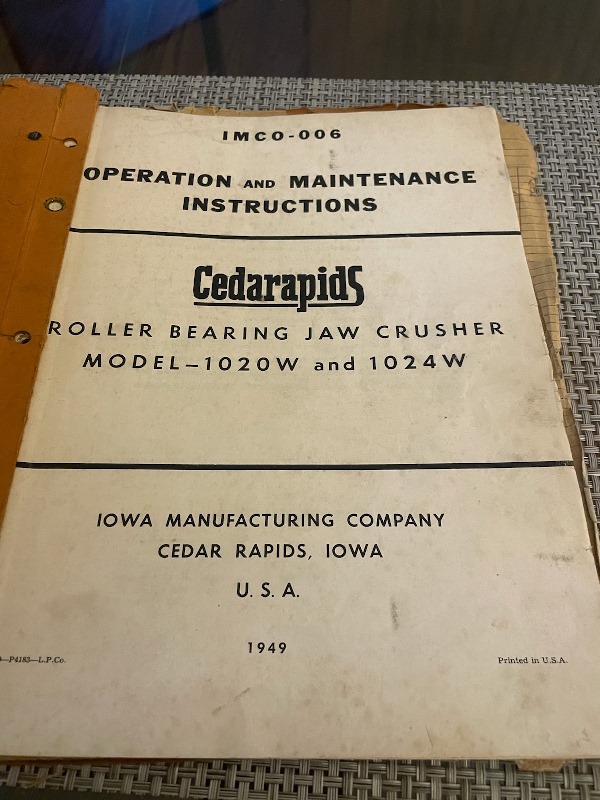 IMCO-006
OPERATION AND MAINTENANCE
INSTRUCTIONS
Cedarapids
ROLLER BEARING JAW CRUSHER
MODEL-1020W and 1024W
IOWA MANUFACTURING COMPANY
CEDAR RAPIDS, IOWA
U. S. A.
1949
—P4183—L.P.Co.
Printed in U.S.A.